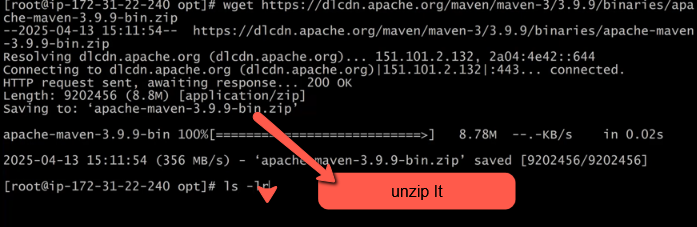 [root@ip-172-31-22-240 opt]# wget https://dlcdn.apache.org/maven/maven-3/3.9.9/binaries/apa
che-maven-3.9.9-bin.zip
--2025-04-13 15:11:54--  https://dlcdn.apache.org/maven/maven-3/3.9.9/binaries/apache-maven
-3.9.9-bin.zip
Resolving dlcdn.apache.org (dlcdn.apache.org)... 151.101.2.132, 2a04:4e42::644
Connecting to dlcdn.apache.org (dlcdn.apache.org)|151.101.2.132|:443... connected.
HTTP request sent, awaiting response... 200 OK
Length: 9202456 (8.8M) [application/zip]
Saving to: ‘apache-maven-3.9.9-bin.zip’
apache-maven-3.9.9-bin 100%[===========================>]   8.78M  --.-KB/s    in 0.02s
2025-04-13 15:11:54 (356 MB/s) - ‘apache-maven-3.9.9-bin.zip’ saved [9202456/9202456]
[root@ip-172-31-22-240 opt]# ls -lr
unzip It